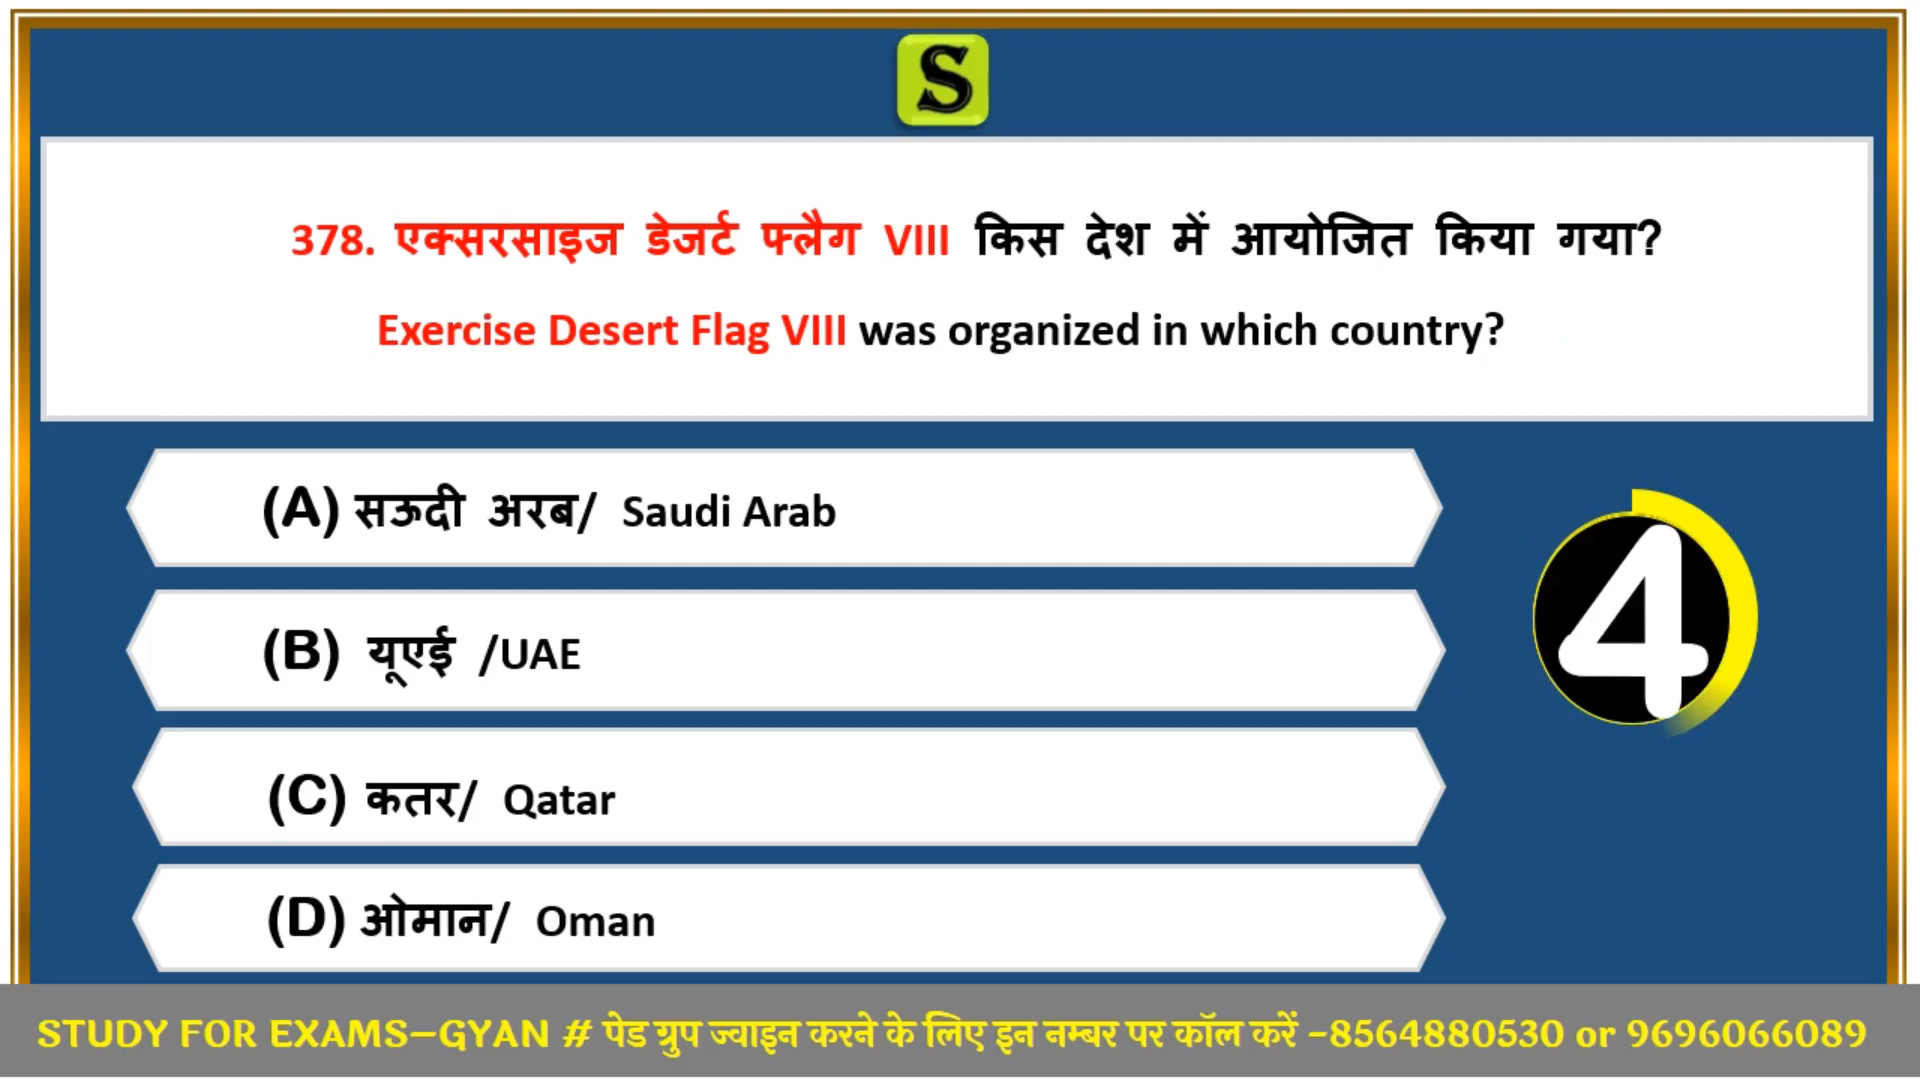 S
378. एक्सरसाइज डेजर्ट फ्लैग VIII किस देश में आयोजित किया गया?
Exercise Desert Flag VIII was organized in which country?
(A) सऊदी अरब/ Saudi Arab
(B) यूएई /UAE
4
(C) कतर/ Qatar
(D) ओमान/ Oman
STUDY FOR EXAMS–GYAN # पेड ग्रुप ज्वाइन करने के लिए इन नम्बर पर कॉल करें -8564880530 or 9696066089